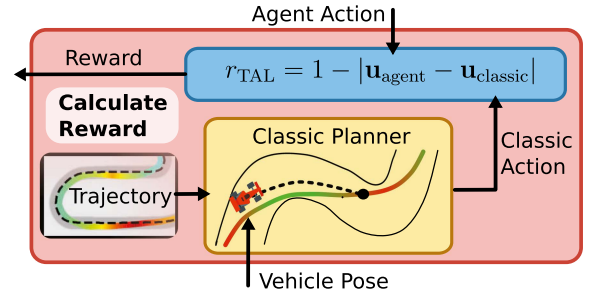 Agent Action
Reward
r_TAL = 1 − |u_agent − u_classic|
Calculate
Reward
Classic Planner
Classic
Action
Trajectory
Vehicle Pose